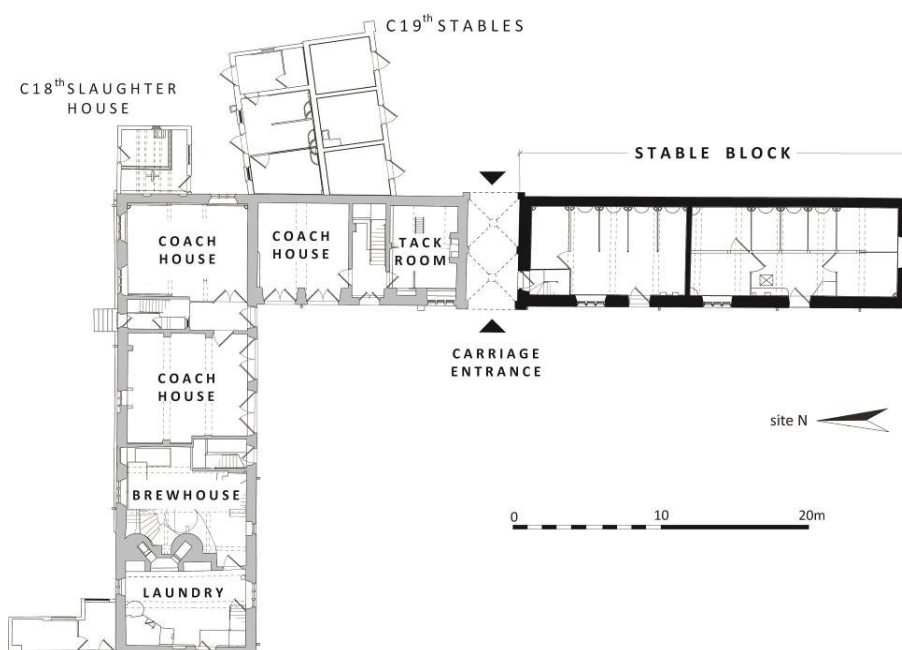 C19th STABLES
C18th SLAUGHTER
HOUSE
STABLE BLOCK
COACH
HOUSE
COACH
HOUSE
TACK
ROOM
CARRIAGE
ENTRANCE
COACH
HOUSE
site N
BREWHOUSE
0 10 20m
LAUNDRY